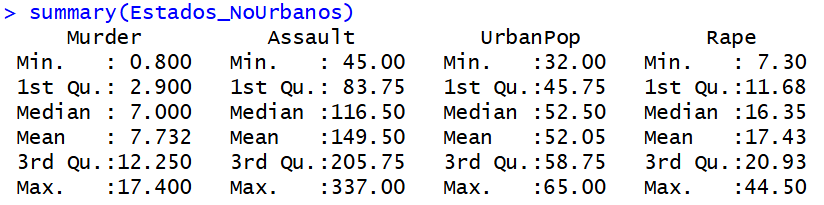 > summary(Estados_NoUrbanos)
     Murder          Assault         UrbanPop          Rape
 Min.   : 0.800   Min.   : 45.00   Min.   :32.00   Min.   : 7.30
 1st Qu.: 2.900   1st Qu.: 83.75   1st Qu.:45.75   1st Qu.:11.68
 Median : 7.000   Median :116.50   Median :52.50   Median :16.35
 Mean   : 7.732   Mean   :149.50   Mean   :52.05   Mean   :17.43
 3rd Qu.:12.250   3rd Qu.:205.75   3rd Qu.:58.75   3rd Qu.:20.93
 Max.   :17.400   Max.   :337.00   Max.   :65.00   Max.   :44.50